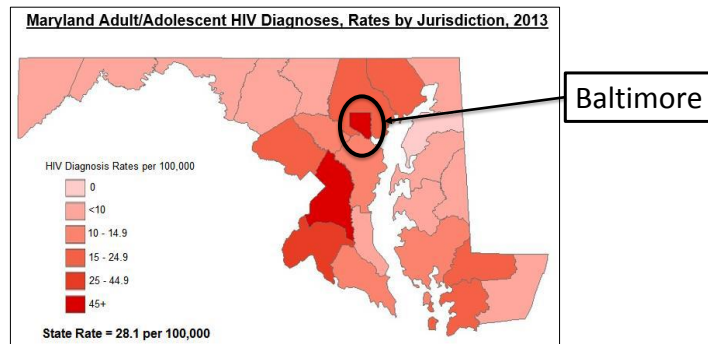 Maryland Adult/Adolescent HIV Diagnoses, Rates by Jurisdiction, 2013
Baltimore
HIV Diagnosis Rates per 100,000
0
<10
10 - 14.9
15 - 24.9
25 - 44.9
45+
State Rate = 28.1 per 100,000